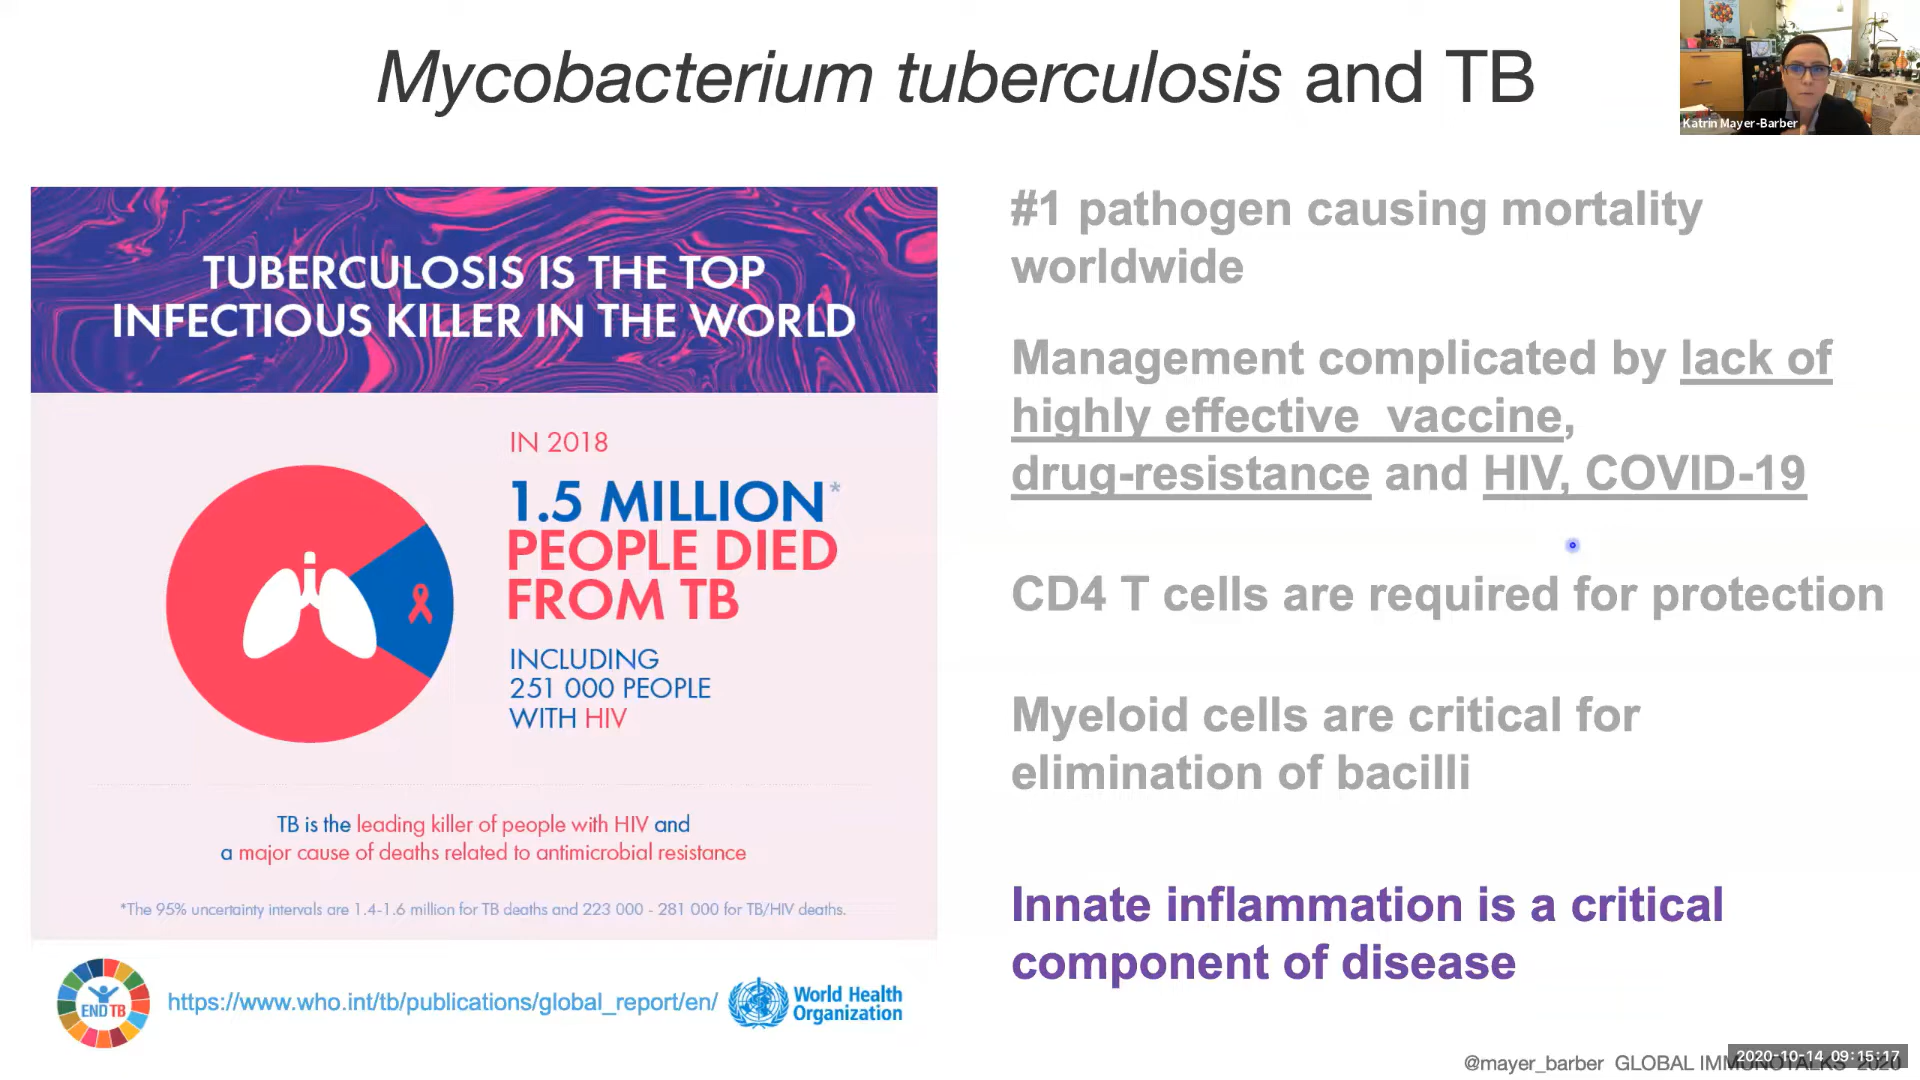 Mycobacterium tuberculosis and TB
Katrin Mayer-Barber
TUBERCULOSIS IS THE TOP
INFECTIOUS KILLER IN THE WORLD
IN 2018
1.5 MILLION*
PEOPLE DIED
FROM TB
INCLUDING
251 000 PEOPLE
WITH HIV
TB is the leading killer of people with HIV and
a major cause of deaths related to antimicrobial resistance
*The 95% uncertainty intervals are 1.4-1.6 million for TB deaths and 223 000 - 281 000 for TB/HIV deaths.
END TB
https://www.who.int/tb/publications/global_report/en/
World Health
Organization
#1 pathogen causing mortality
worldwide
Management complicated by lack of
highly effective  vaccine,
drug-resistance and HIV, COVID-19
CD4 T cells are required for protection
Myeloid cells are critical for
elimination of bacilli
Innate inflammation is a critical
component of disease
@mayer_barber GLOBAL IMMUNOTALKS 2020
2020-10-14 09:15:17